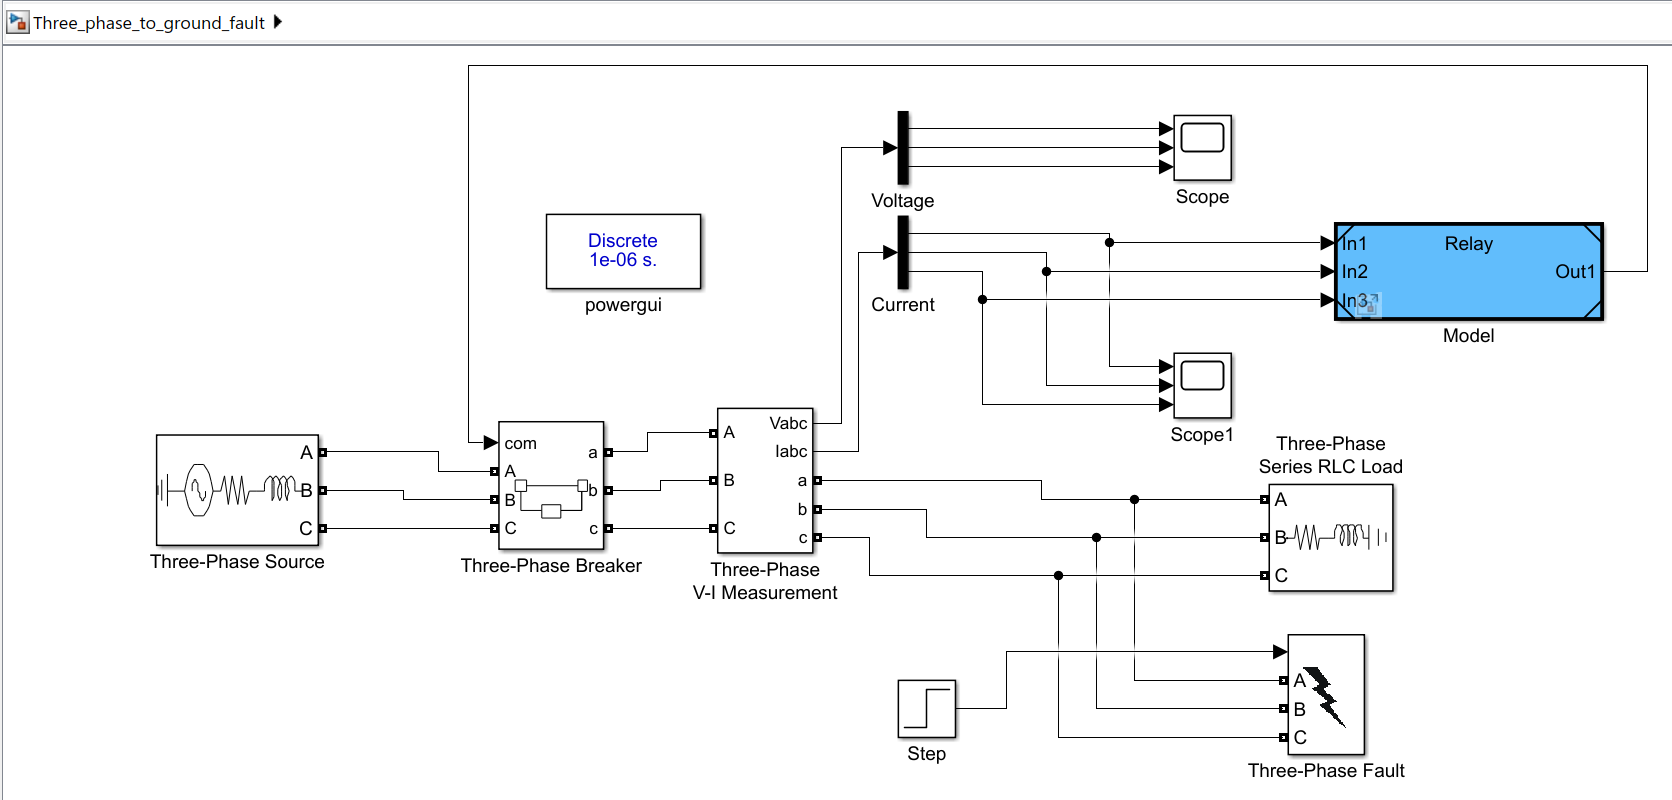 Three_phase_to_ground_fault
Voltage
Scope
Discrete
1e-06 s.
powergui
Current
In1
Relay
In2
Out1
In3
Model
Scope1
com
A
B
C
a
b
c
Three-Phase Source
Three-Phase Breaker
A
B
C
A
B
C
Vabc
Iabc
a
b
c
Three-Phase
V-I Measurement
Three-Phase
Series RLC Load
A
B
C
Step
A
B
C
Three-Phase Fault